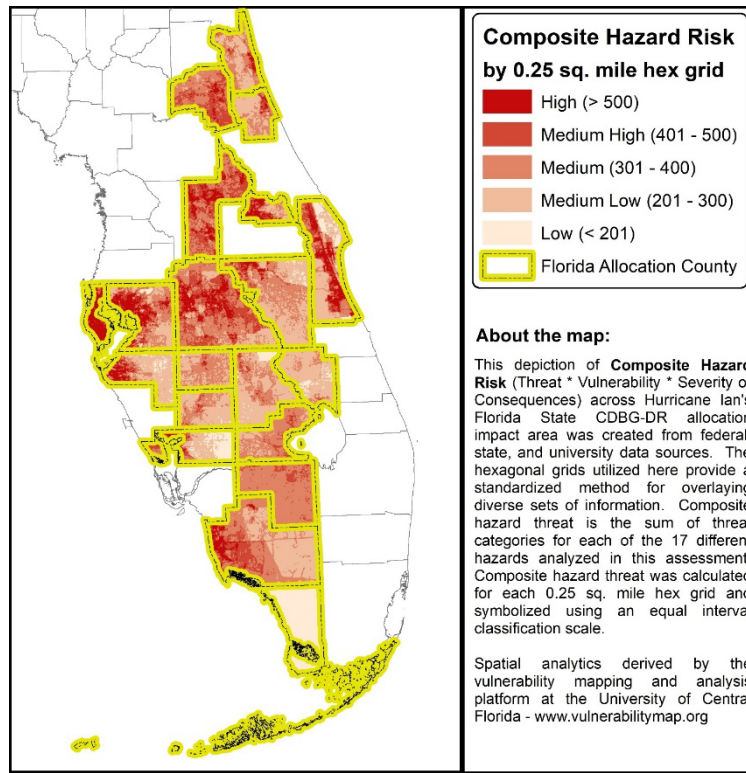 Composite Hazard Risk
by 0.25 sq. mile hex grid
High (> 500)
Medium High (401 - 500)
Medium (301 - 400)
Medium Low (201 - 300)
Low (< 201)
Florida Allocation County
About the map:
This depiction of Composite Hazard
Risk (Threat * Vulnerability * Severity o
Consequences) across Hurricane Ian's
Florida State CDBG-DR allocation
impact area was created from federal
state, and university data sources. The
hexagonal grids utilized here provide a
standardized method for overlaying
diverse sets of information. Composite
hazard threat is the sum of threa
categories for each of the 17 differen
hazards analyzed in this assessment
Composite hazard threat was calculated
for each 0.25 sq. mile hex grid and
symbolized using an equal interva
classification scale.
Spatial analytics derived by the
vulnerability mapping and analysis
platform at the University of Centra
Florida - www.vulnerabilitymap.org